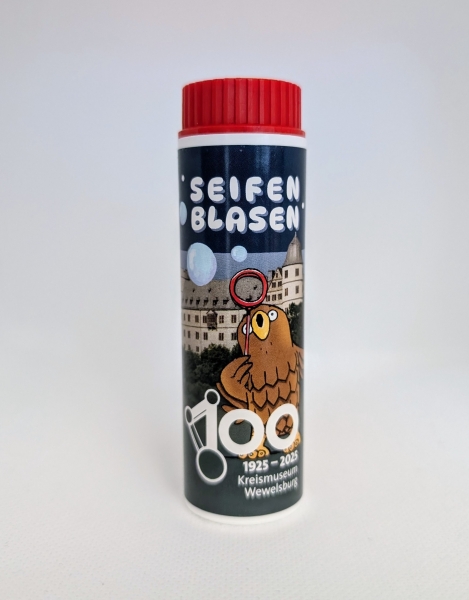 SEIFEN
BLASEN
100
1925 – 2025
Kreismuseum
Wewelsburg